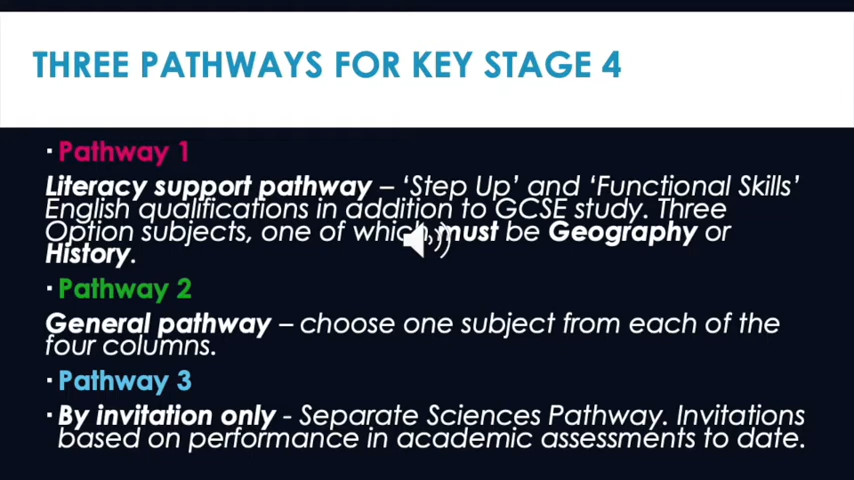 THREE PATHWAYS FOR KEY STAGE 4
▪ Pathway 1
Literacy support pathway – ‘Step Up’ and ‘Functional Skills’
English qualifications in addition to GCSE study. Three
Option subjects, one of which, must be Geography or
History.
▪ Pathway 2
General pathway – choose one subject from each of the
four columns.
▪ Pathway 3
▪ By invitation only - Separate Sciences Pathway. Invitations
based on performance in academic assessments to date.